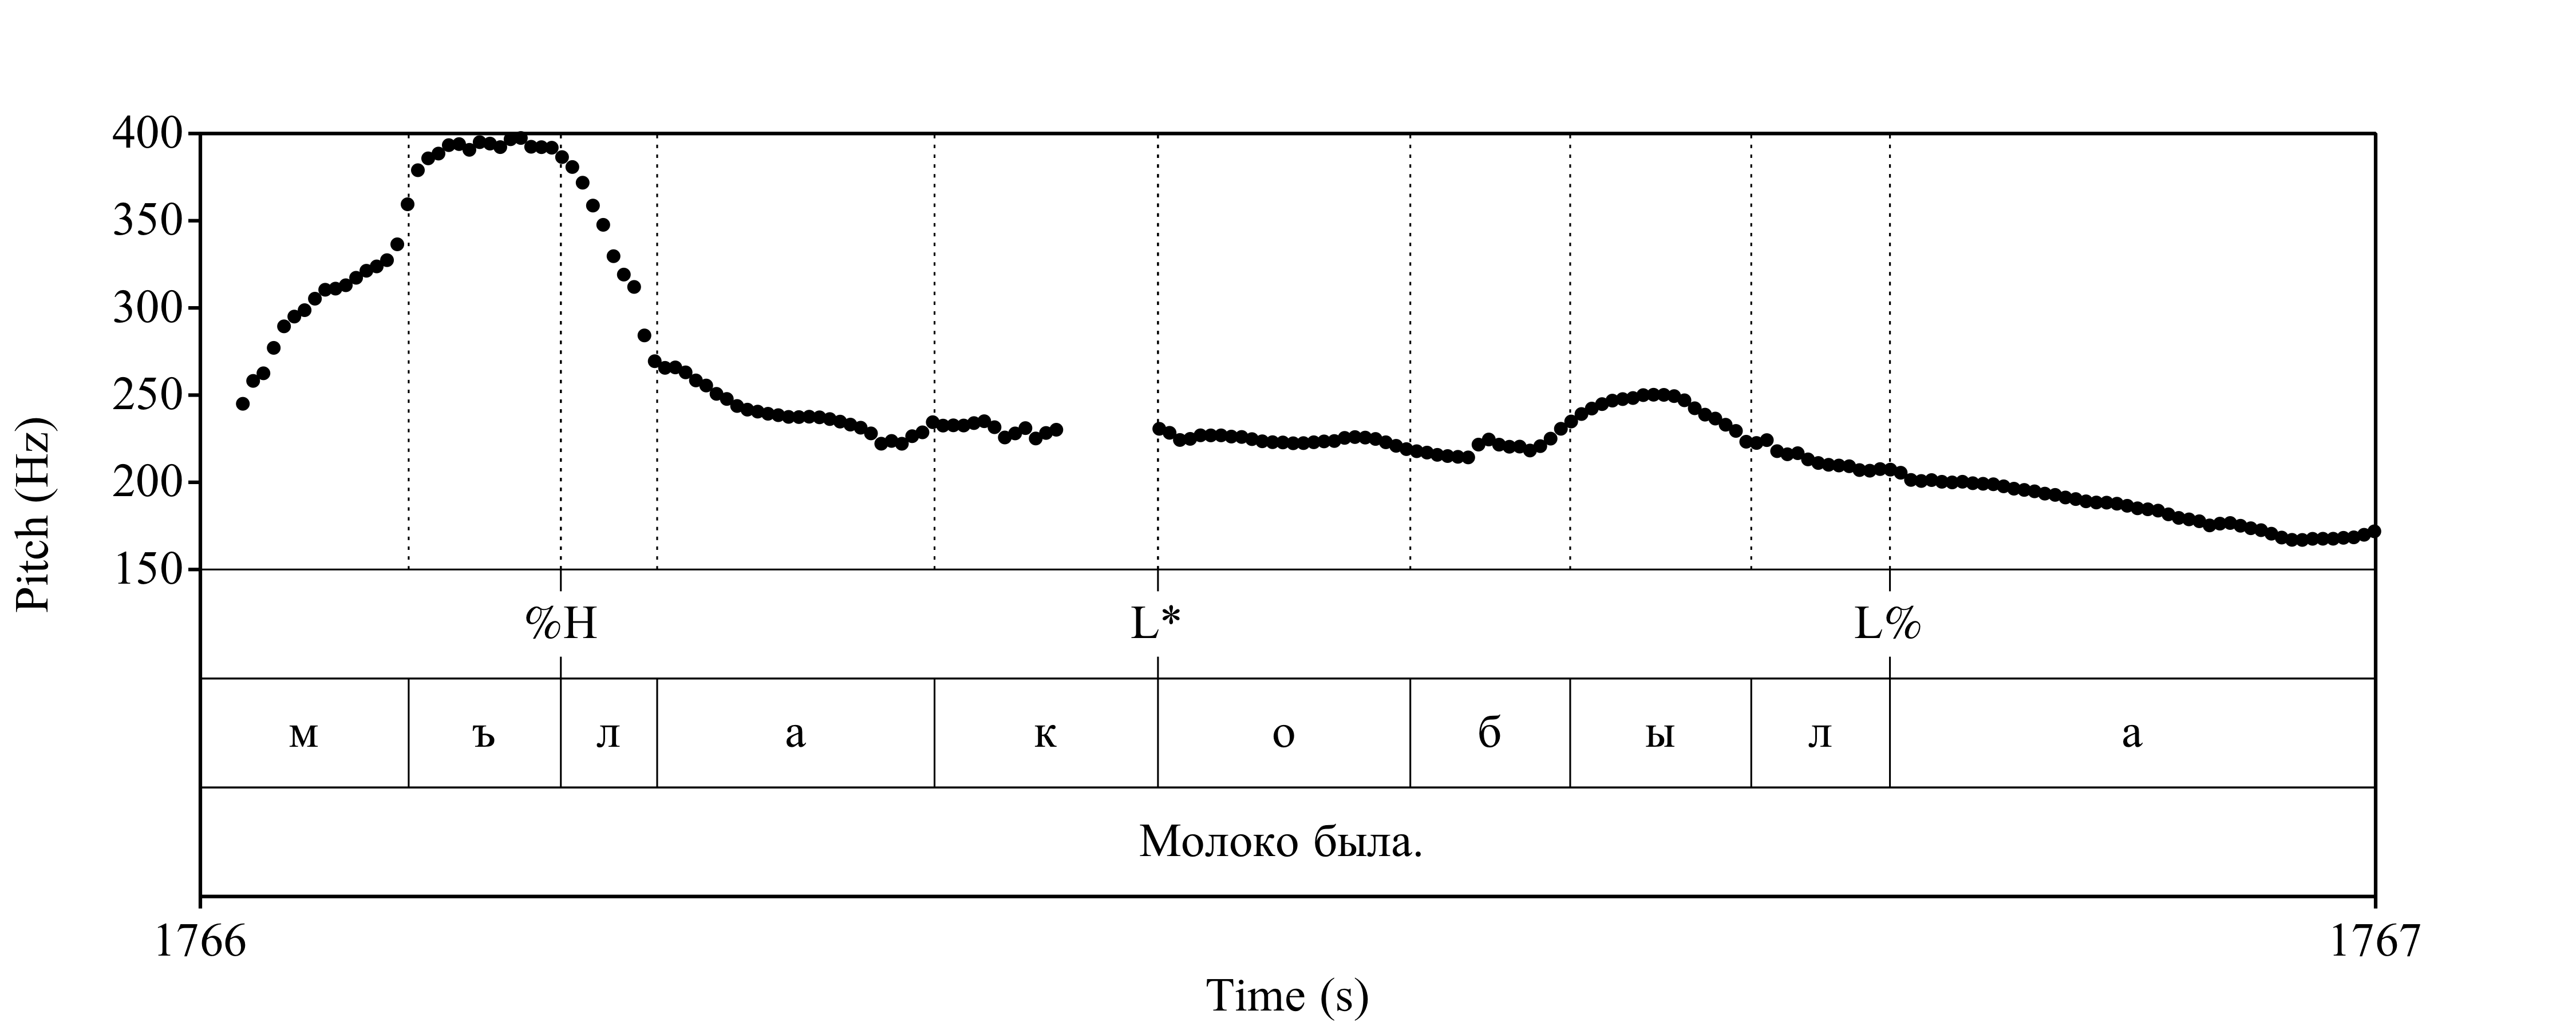 400
350
300
250
200
150
Pitch (Hz)
%H L* L%
м ъ л а к о б ы л а
Молоко была.
1766 1767
Time (s)